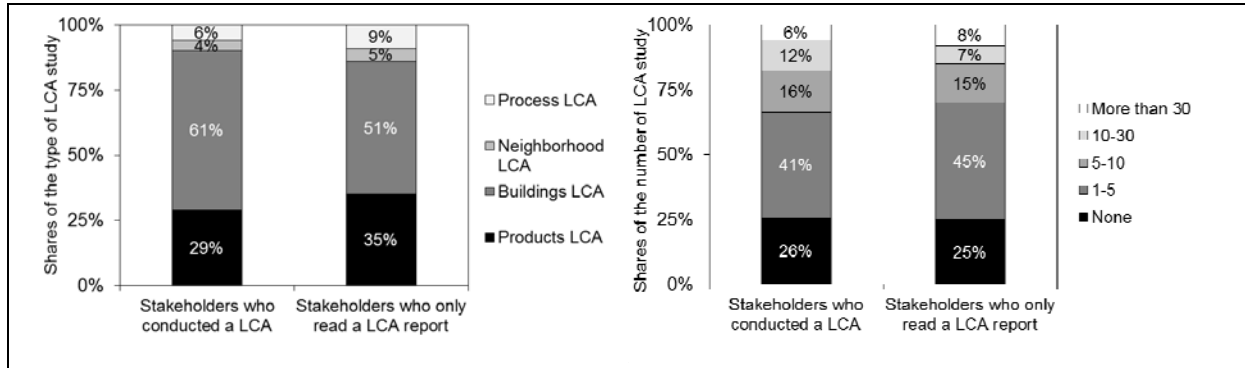 Shares of the type of LCA study
100%
75%
50%
25%
0%
6%
4%
61%
29%
9%
5%
51%
35%
Stakeholders who
conducted a LCA
Stakeholders who only
read a LCA report
Process LCA
Neighborhood
LCA
Buildings LCA
Products LCA
Shares of the number of LCA study
100%
75%
50%
25%
0%
6%
12%
16%
41%
26%
8%
7%
15%
45%
25%
Stakeholders who
conducted a LCA
Stakeholders who only
read a LCA report
More than 30
10-30
5-10
1-5
None